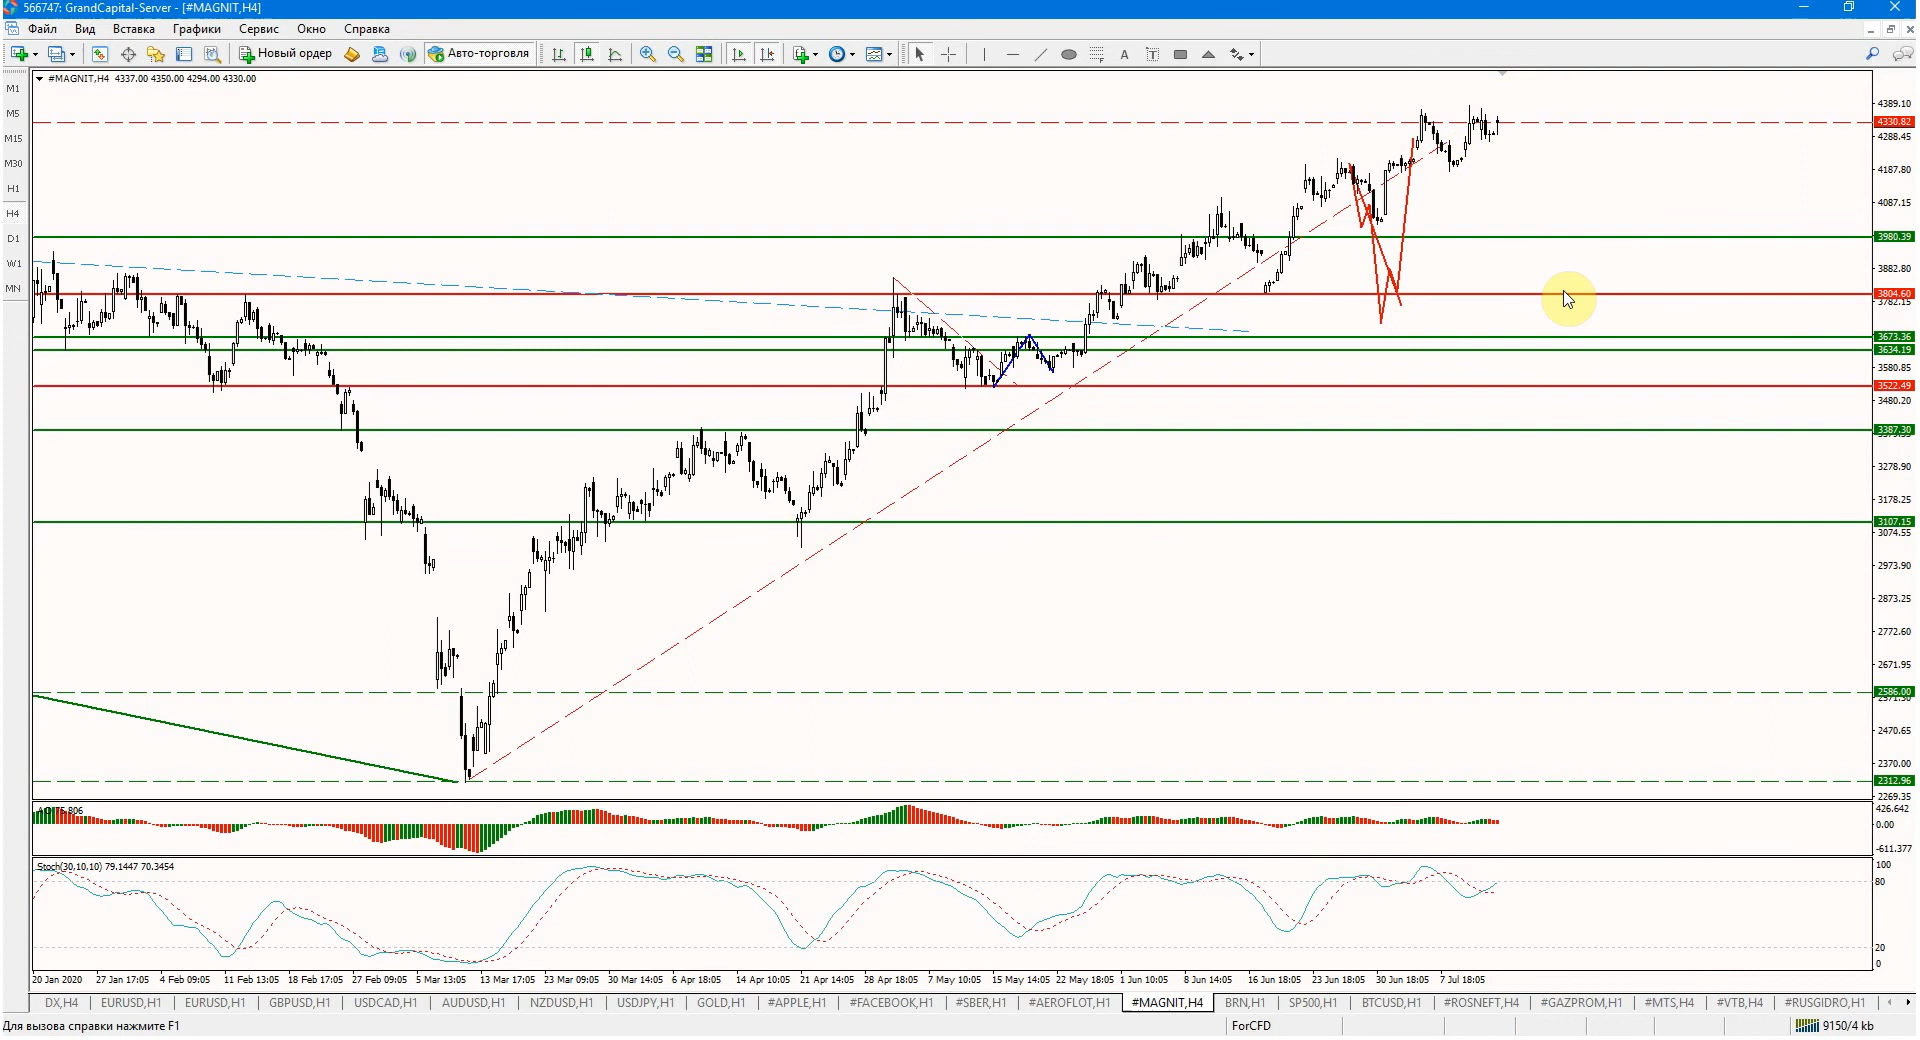 566747: GrandCapital-Server - [#MAGNIT,H4]
Файл Вид Вставка Графики Сервис Окно Справка
Новый ордер Авто-торговля
#MAGNIT,H4 4337.00 4350.00 4294.00 4330.00
M1
M5
M15
M30
H1
H4
D1
W1
MN
4389.10
4330.82
4288.45
4187.80
4087.15
3980.39
3882.80
3804.60
3782.15
3673.36
3634.19
3580.85
3522.49
3480.20
3387.30
3278.90
3178.25
3107.15
3074.55
2973.90
2873.25
2772.60
2671.95
2586.00
2470.65
2370.00
2312.96
2269.35
426.642
0.00
-611.377
Stoch(30,10,10) 79.1447 70.3454
100
80
20
0
20 Jan 2020 27 Jan 17:05 4 Feb 09:05 11 Feb 13:05 18 Feb 17:05 27 Feb 09:05 5 Mar 13:05 13 Mar 17:05 23 Mar 09:05 30 Mar 14:05 6 Apr 18:05 14 Apr 10:05 21 Apr 14:05 28 Apr 18:05 7 May 10:05 15 May 14:05 22 May 18:05 1 Jun 10:05 8 Jun 14:05 16 Jun 18:05 23 Jun 18:05 30 Jun 18:05 7 Jul 18:05
DX,H4 EURUSD,H1 EURUSD,H1 GBPUSD,H1 USDCAD,H1 AUDUSD,H1 NZDUSD,H1 USDJPY,H1 GOLD,H1 #APPLE,H1 #FACEBOOK,H1 #SBER,H1 #AEROFLOT,H1 #MAGNIT,H4 BRN,H1 SP500,H1 BTCUSD,H1 #ROSNEFT,H4 #GAZPROM,H1 #MTS,H4 #VTB,H4 #RUSGIDRO,H1
Для вызова справки нажмите F1 ForCFD 9150/4 kb